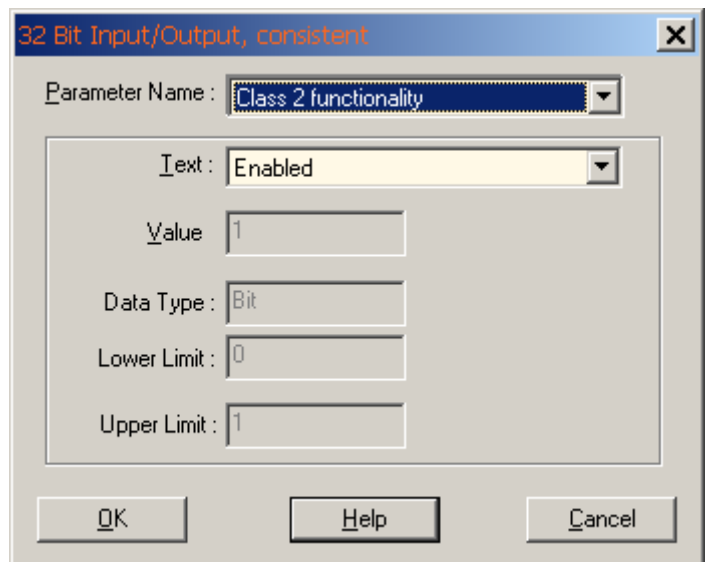 32 Bit Input/Output, consistent
Parameter Name : Class 2 functionality
Text : Enabled
Value 1
Data Type : Bit
Lower Limit : 0
Upper Limit : 1
OK Help Cancel